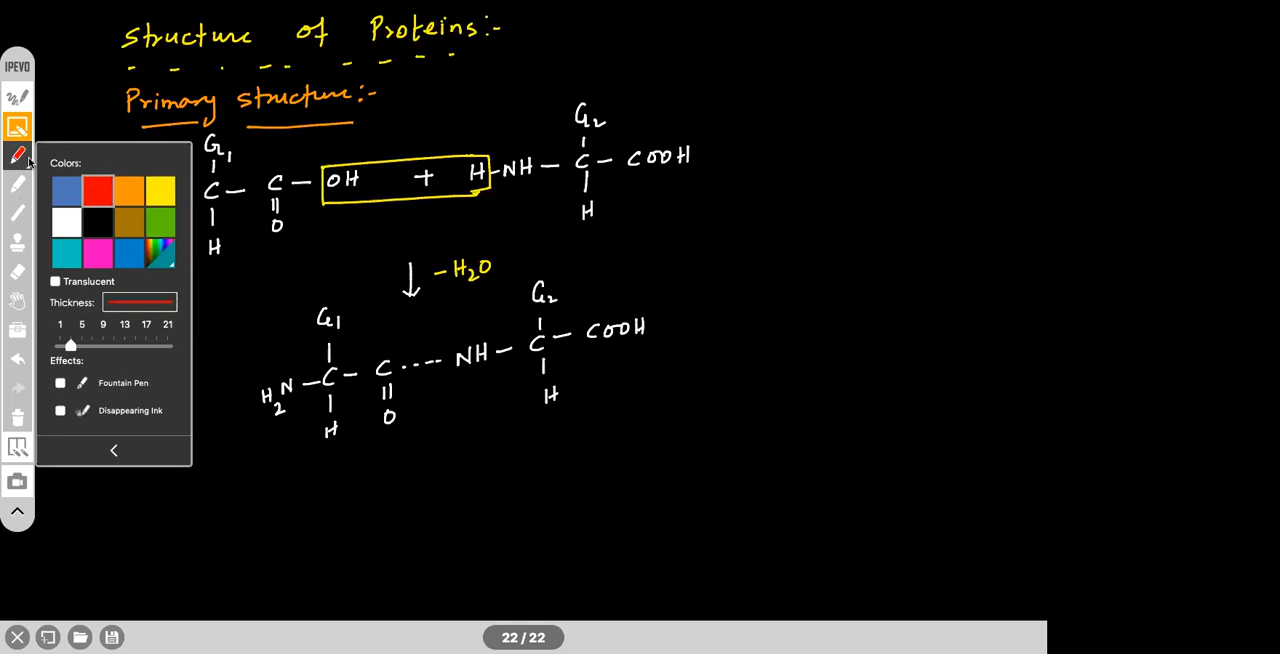 Structure of Proteins:-
Primary structure:-
G1
C - C - OH + H-NH - C - COOH
H
O
G2
H
↓ -H2O
G1
H2N - C - C ---- NH - C - COOH
H
O
G2
H
IPEVO
Colors:
Translucent
Thickness:
1 5 9 13 17 21
Effects:
Fountain Pen
Disappearing Ink
22 / 22